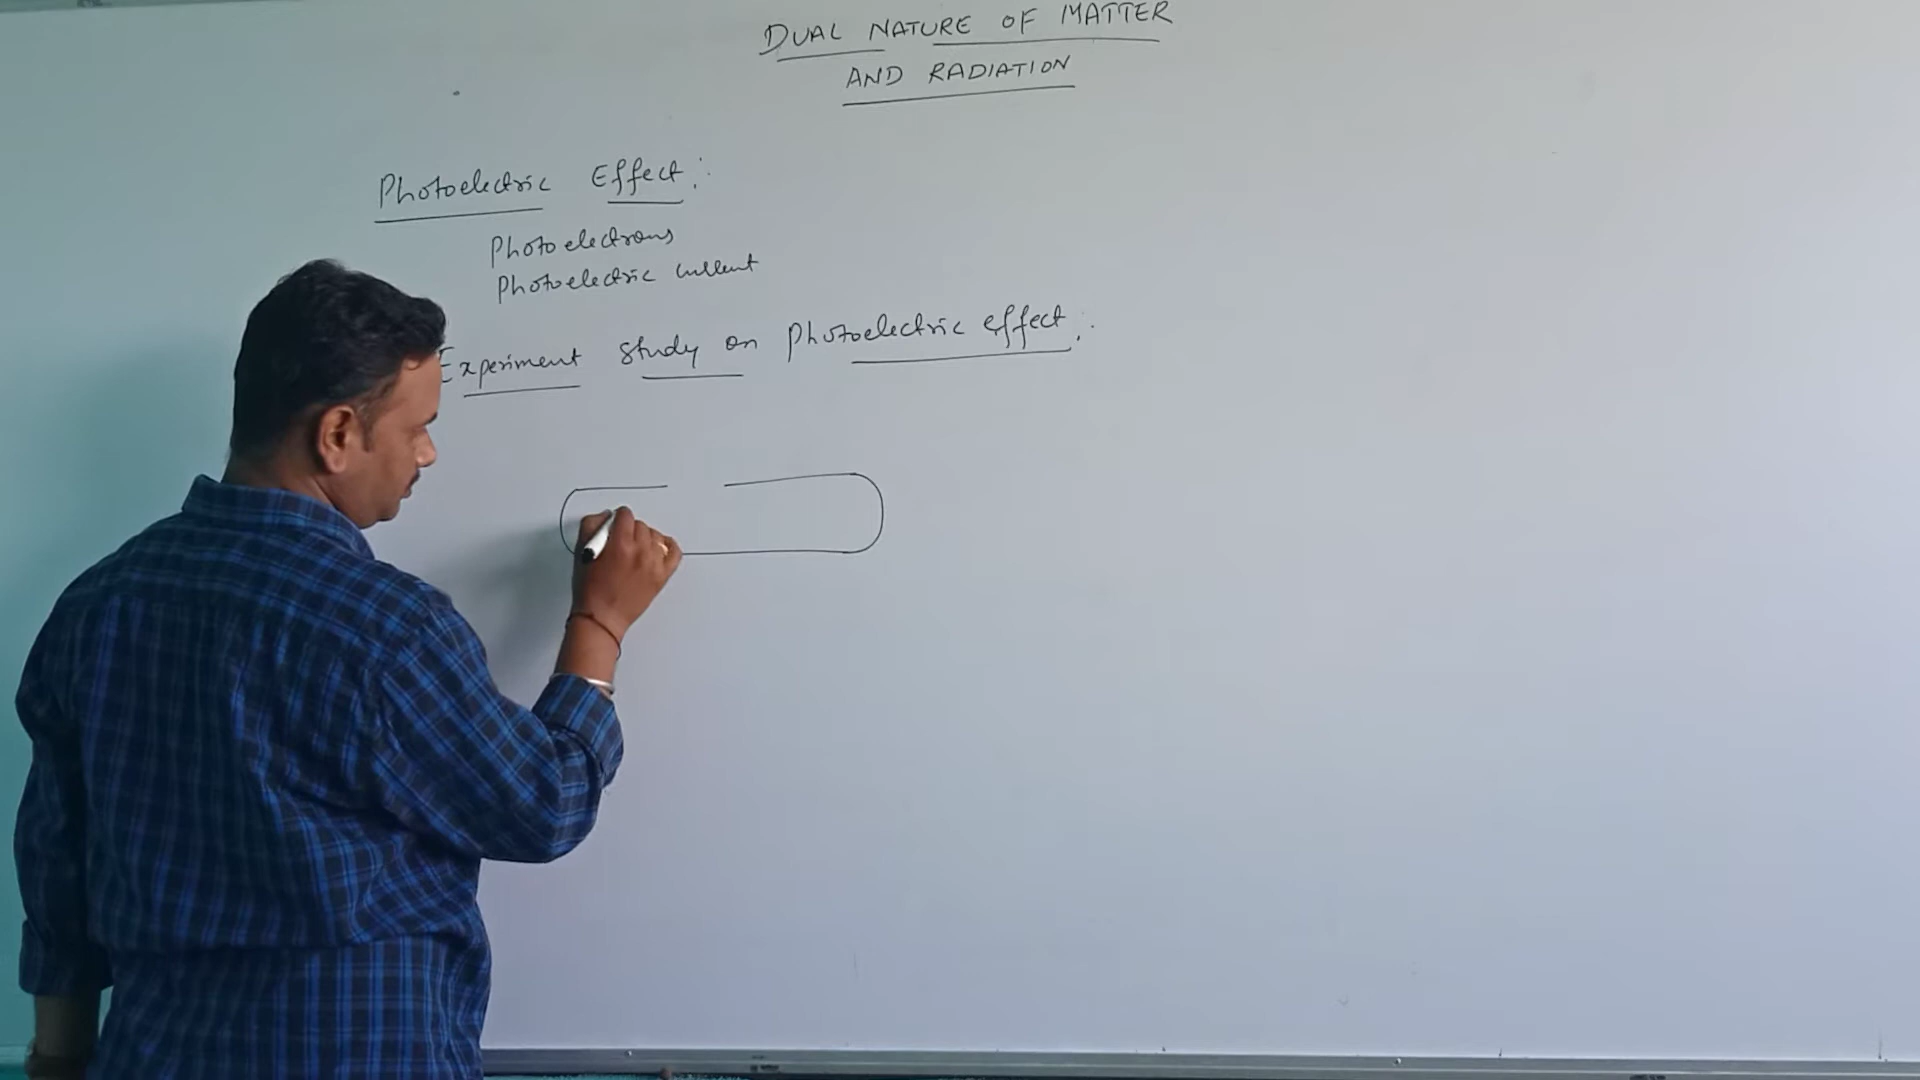 DUAL NATURE OF MATTER
AND RADIATION
Photoelectric Effect:
Photoelectrons
Photoelectric current
Experiment study on Photoelectric effect: